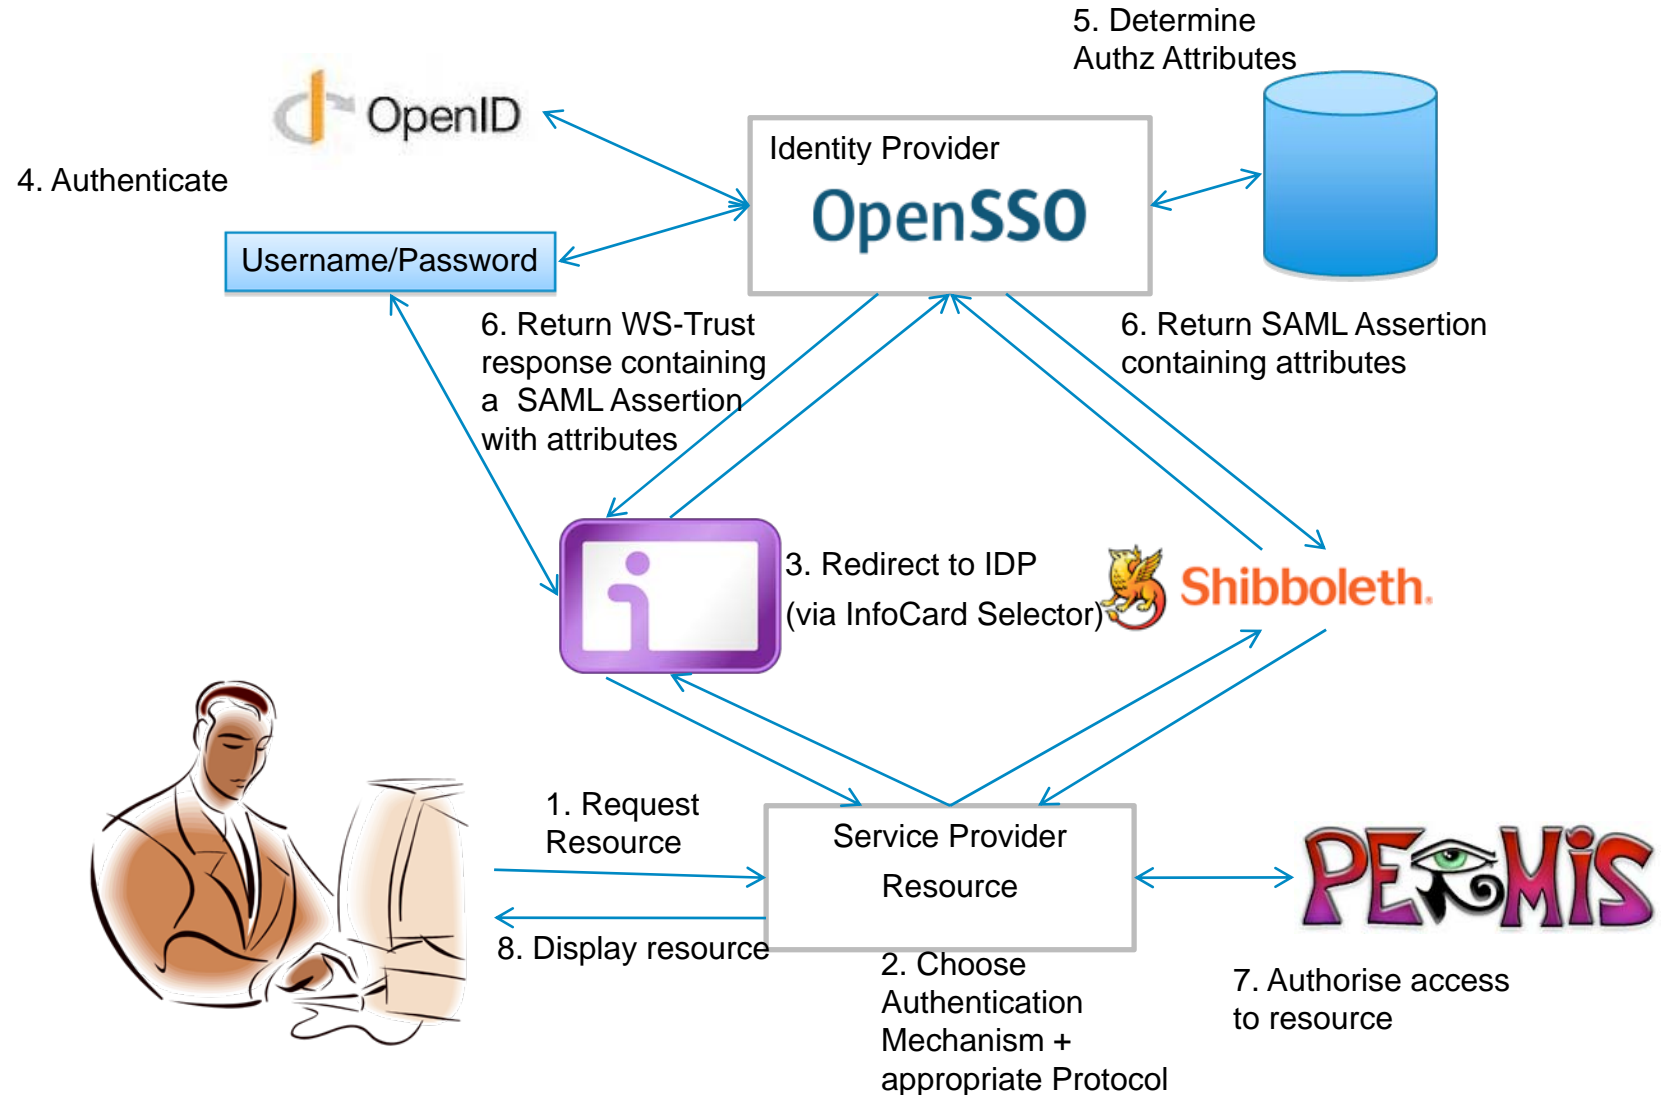 5. Determine
Authz Attributes
OpenID
Identity Provider
OpenSSO
4. Authenticate
Username/Password
6. Return WS-Trust
response containing
a SAML Assertion
with attributes
6. Return SAML Assertion
containing attributes
3. Redirect to IDP
(via InfoCard Selector)
i
Shibboleth.
1. Request
Resource
Service Provider
Resource
PERMiS
8. Display resource
2. Choose
Authentication
Mechanism +
appropriate Protocol
7. Authorise access
to resource